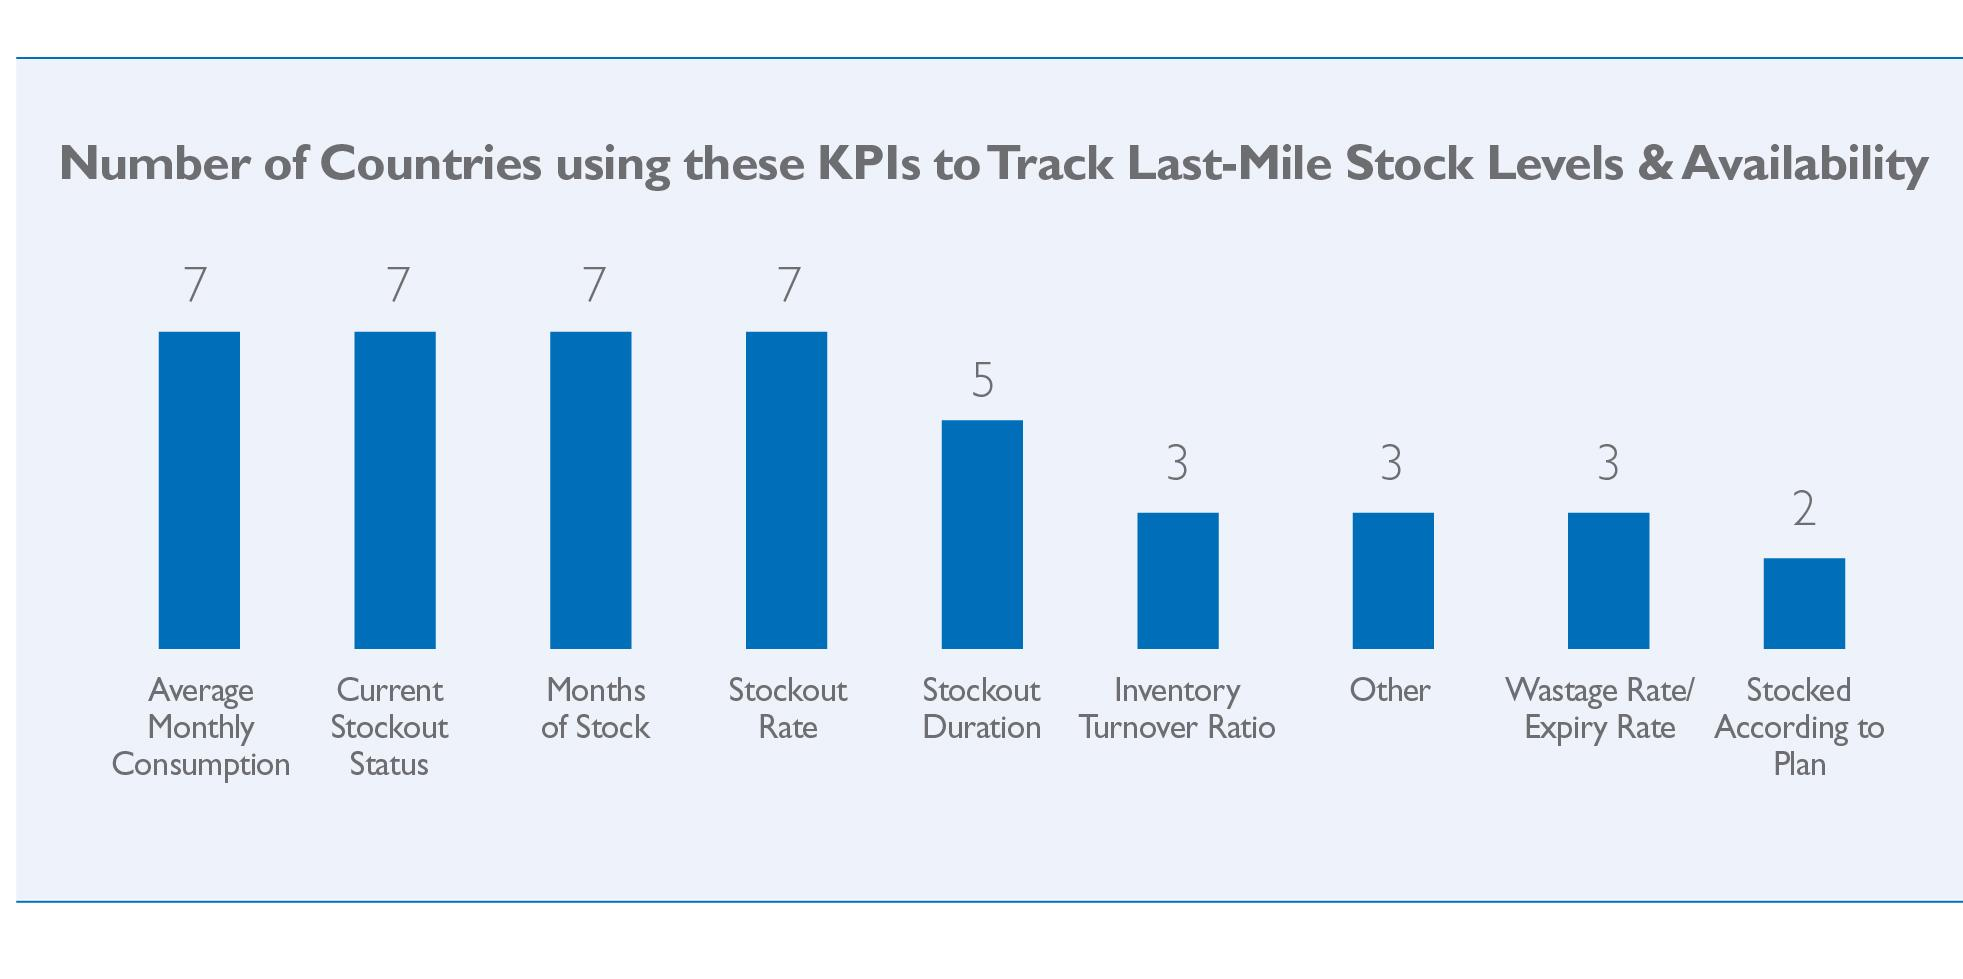 Number of Countries using these KPIs to Track Last-Mile Stock Levels & Availability
7
7
7
7
5
3
3
3
2
Average
Monthly
Consumption
Current
Stockout
Status
Months
of Stock
Stockout
Rate
Stockout
Duration
Inventory
Turnover Ratio
Other
Wastage Rate/
Expiry Rate
Stocked
According to
Plan